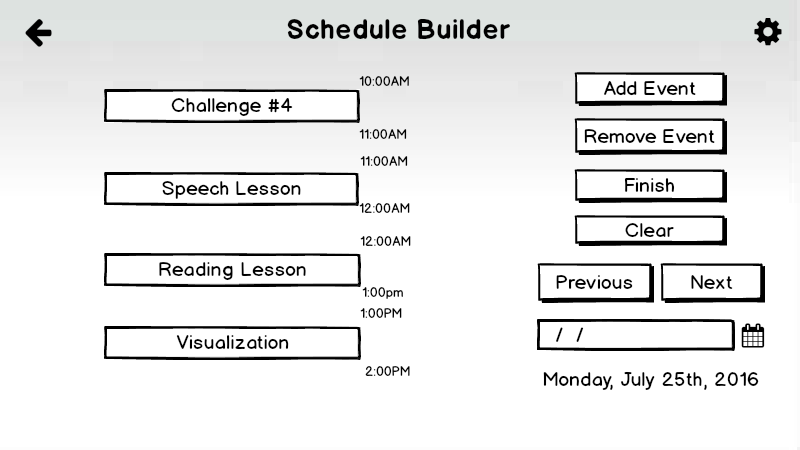 Schedule Builder
10:00AM
Challenge #4
11:00AM
11:00AM
Speech Lesson
12:00AM
12:00AM
Reading Lesson
1:00pm
1:00PM
Visualization
2:00PM
Add Event
Remove Event
Finish
Clear
Previous
Next
/ /
Monday, July 25th, 2016